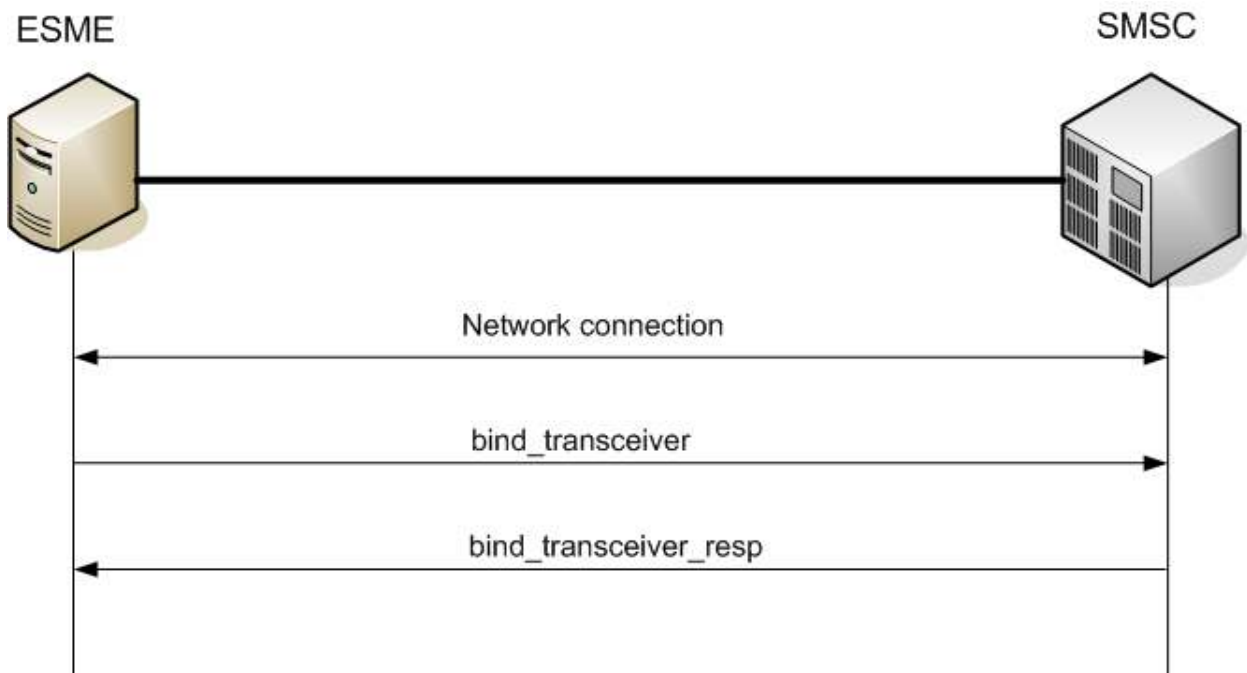 ESME
SMSC
Network connection
bind_transceiver
bind_transceiver_resp